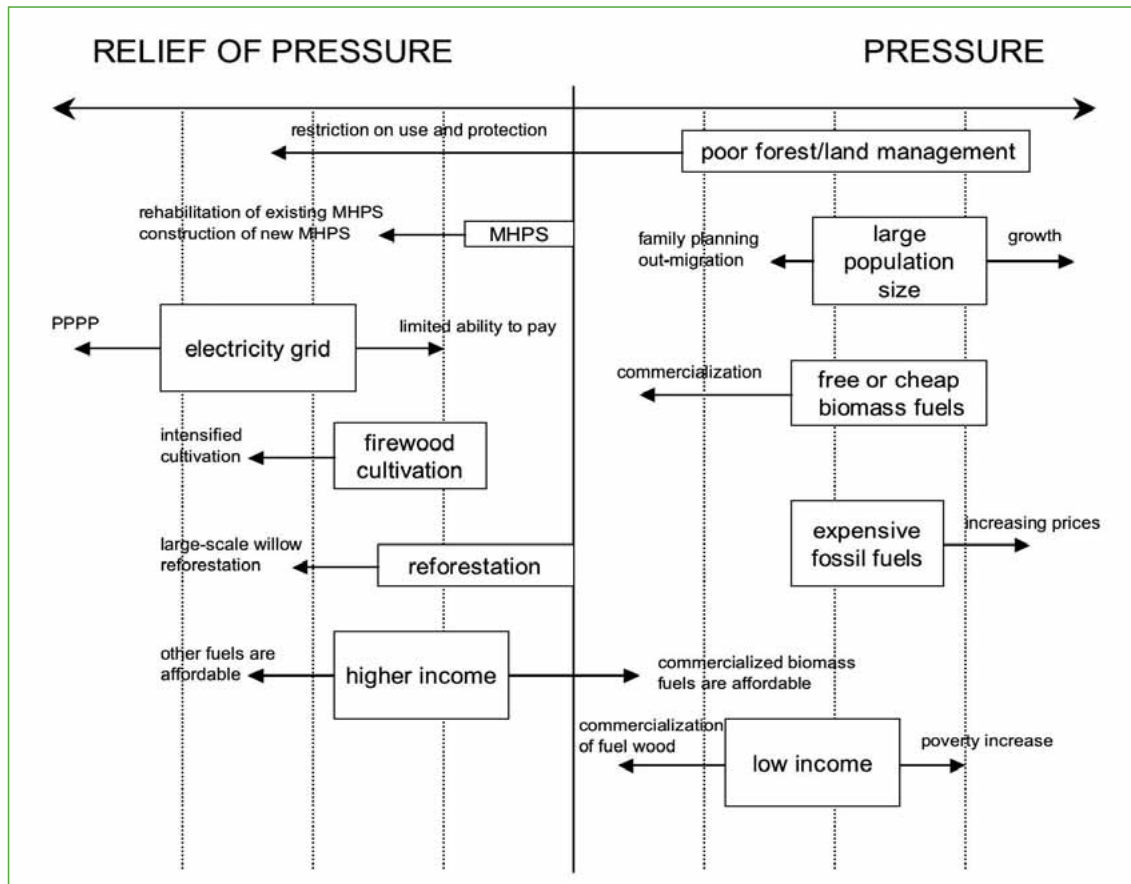 RELIEF OF PRESSURE
PRESSURE
restriction on use and protection
poor forest/land management
rehabilitation of existing MHPS
construction of new MHPS
MHPS
family planning
out-migration
large
population
size
growth
PPPP
electricity grid
limited ability to pay
commercialization
free or cheap
biomass fuels
intensified
cultivation
firewood
cultivation
expensive
fossil fuels
increasing prices
large-scale willow
reforestation
reforestation
other fuels are
affordable
higher income
commercialized biomass
fuels are affordable
commercialization
of fuel wood
low income
poverty increase